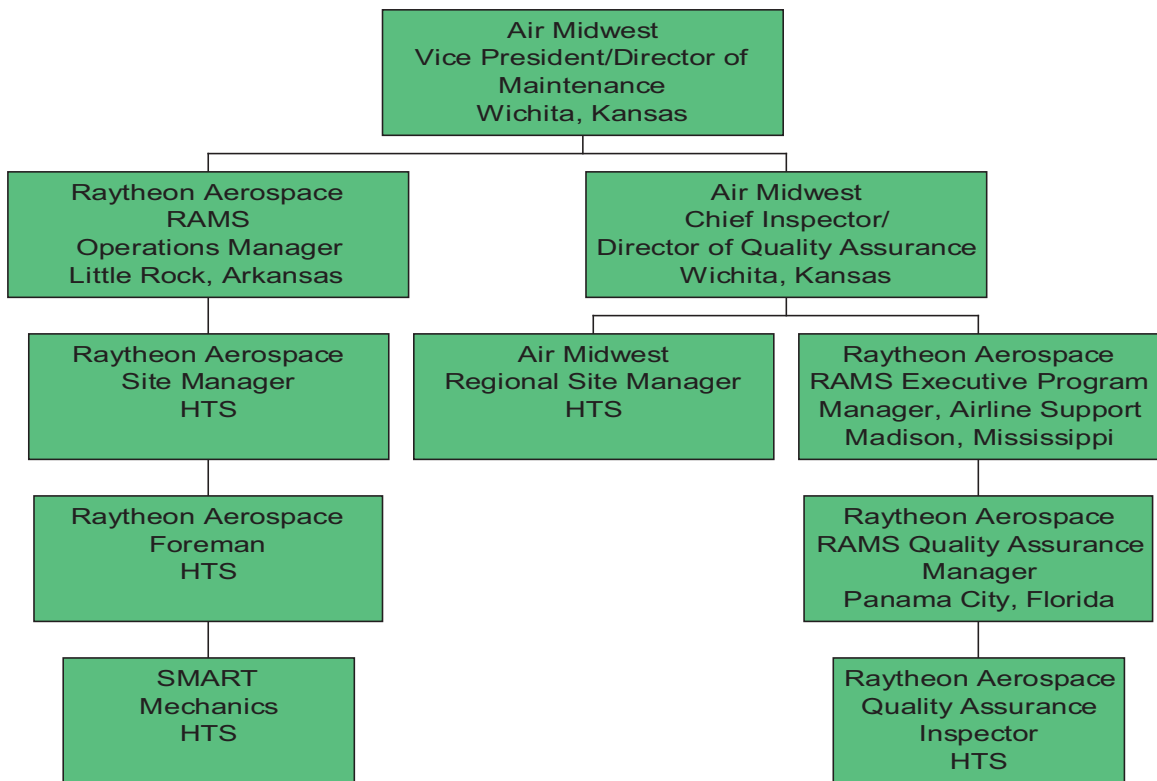 Air Midwest
Vice President/Director of
Maintenance
Wichita, Kansas
Raytheon Aerospace
RAMS
Operations Manager
Little Rock, Arkansas
Air Midwest
Chief Inspector/
Director of Quality Assurance
Wichita, Kansas
Raytheon Aerospace
Site Manager
HTS
Air Midwest
Regional Site Manager
HTS
Raytheon Aerospace
RAMS Executive Program
Manager, Airline Support
Madison, Mississippi
Raytheon Aerospace
Foreman
HTS
Raytheon Aerospace
RAMS Quality Assurance
Manager
Panama City, Florida
SMART
Mechanics
HTS
Raytheon Aerospace
Quality Assurance
Inspector
HTS